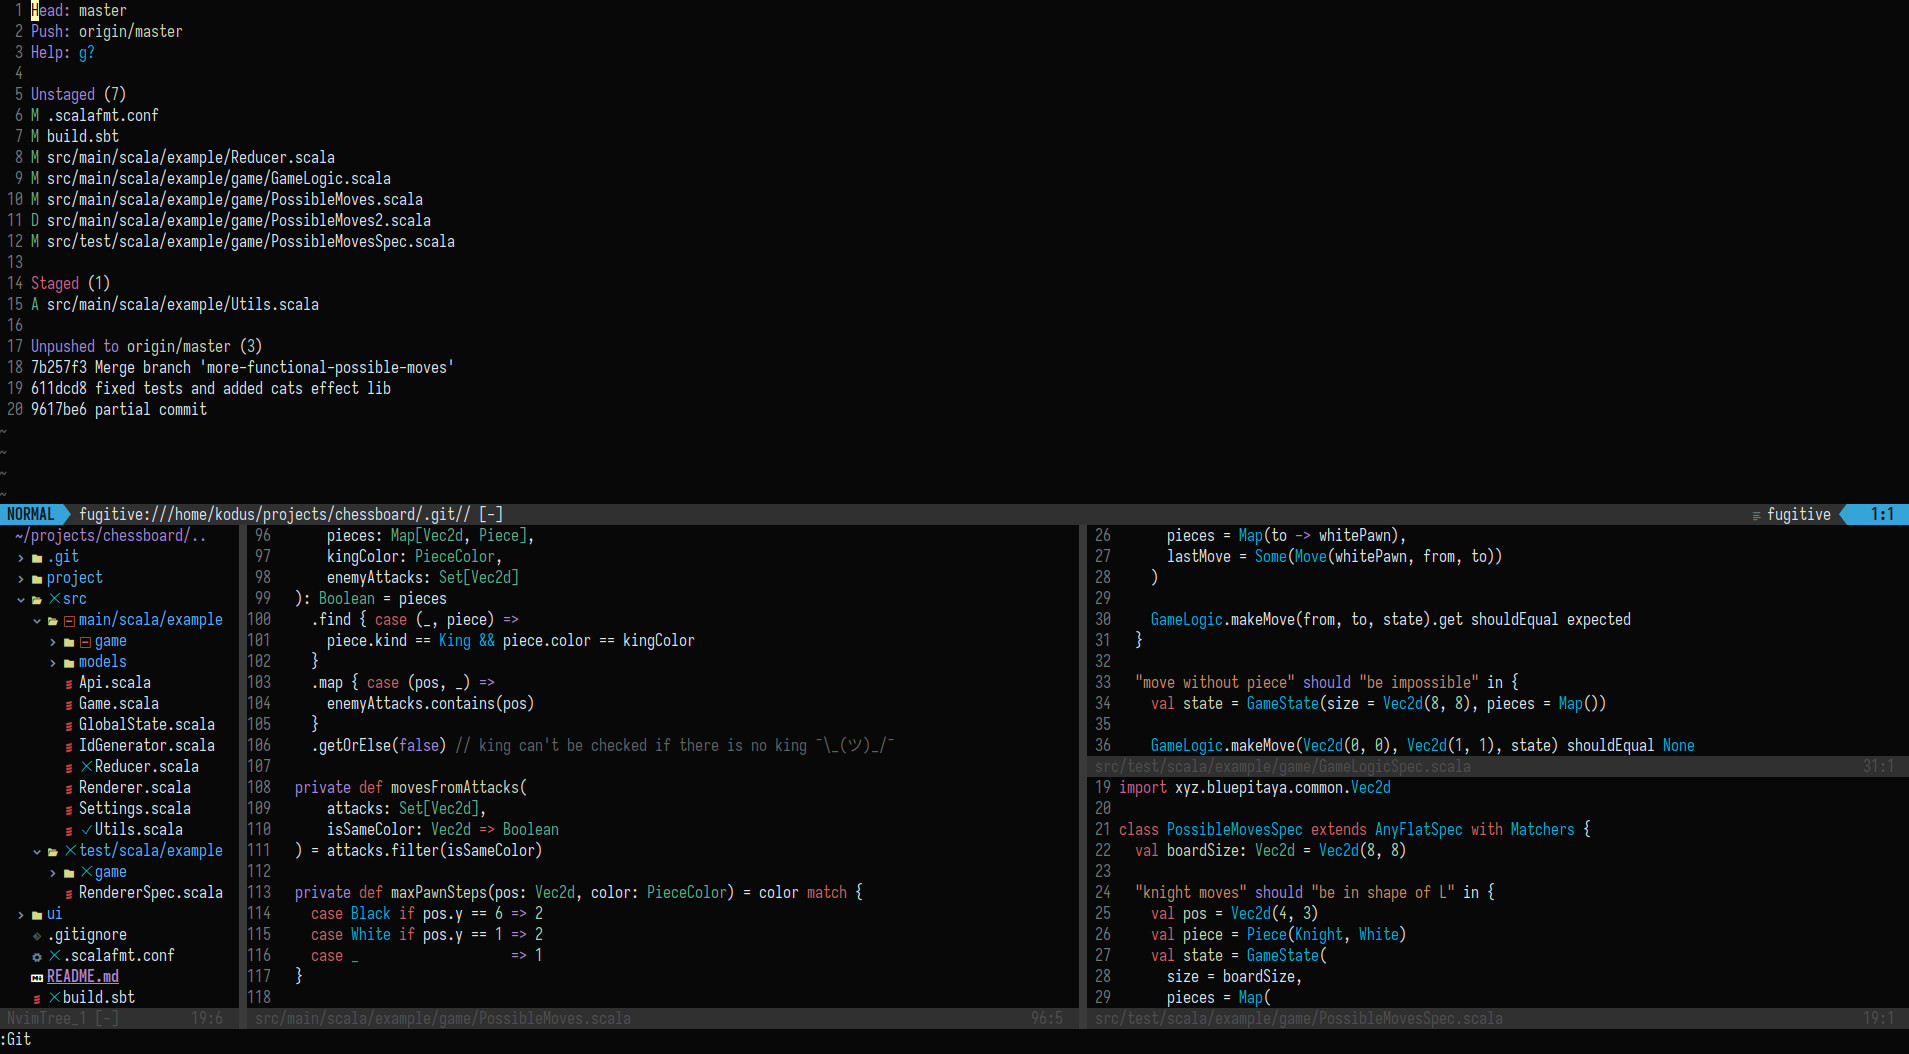 1 Head: master
2 Push: origin/master
3 Help: g?
4
5 Unstaged (7)
6 M .scalafmt.conf
7 M build.sbt
8 M src/main/scala/example/Reducer.scala
9 M src/main/scala/example/game/GameLogic.scala
10 M src/main/scala/example/game/PossibleMoves.scala
11 D src/main/scala/example/game/PossibleMoves2.scala
12 M src/test/scala/example/game/PossibleMovesSpec.scala
13
14 Staged (1)
15 A src/main/scala/example/Utils.scala
16
17 Unpushed to origin/master (3)
18 7b257f3 Merge branch 'more-functional-possible-moves'
19 611dcd8 fixed tests and added cats effect lib
20 9617be6 partial commit
~
~
~
~
NORMAL fugitive:///home/kodus/projects/chessboard/.git// [-] fugitive 1:1
~/projects/chessboard/..
.git
project
src
main/scala/example
game
models
Api.scala
Game.scala
GlobalState.scala
IdGenerator.scala
Reducer.scala
Renderer.scala
Settings.scala
Utils.scala
test/scala/example
game
RendererSpec.scala
ui
.gitignore
.scalafmt.conf
README.md
build.sbt
NvimTree_1 [-] 19:6
96 pieces: Map[Vec2d, Piece],
97 kingColor: PieceColor,
98 enemyAttacks: Set[Vec2d]
99 ): Boolean = pieces
100 .find { case (_, piece) =>
101 piece.kind == King && piece.color == kingColor
102 }
103 .map { case (pos, _) =>
104 enemyAttacks.contains(pos)
105 }
106 .getOrElse(false) // king can't be checked if there is no king ¯\_(ツ)_/¯
107
108 private def movesFromAttacks(
109 attacks: Set[Vec2d],
110 isSameColor: Vec2d => Boolean
111 ) = attacks.filter(isSameColor)
112
113 private def maxPawnSteps(pos: Vec2d, color: PieceColor) = color match {
114 case Black if pos.y == 6 => 2
115 case White if pos.y == 1 => 2
116 case _ => 1
117 }
118
src/main/scala/example/game/PossibleMoves.scala 96:5
26 pieces = Map(to -> whitePawn),
27 lastMove = Some(Move(whitePawn, from, to))
28 )
29
30 GameLogic.makeMove(from, to, state).get shouldEqual expected
31 }
32
33 "move without piece" should "be impossible" in {
34 val state = GameState(size = Vec2d(8, 8), pieces = Map())
35
36 GameLogic.makeMove(Vec2d(0, 0), Vec2d(1, 1), state) shouldEqual None
src/test/scala/example/game/GameLogicSpec.scala 31:1
19 import xyz.bluepitaya.common.Vec2d
20
21 class PossibleMovesSpec extends AnyFlatSpec with Matchers {
22 val boardSize: Vec2d = Vec2d(8, 8)
23
24 "knight moves" should "be in shape of L" in {
25 val pos = Vec2d(4, 3)
26 val piece = Piece(Knight, White)
27 val state = GameState(
28 size = boardSize,
29 pieces = Map(
src/test/scala/example/game/PossibleMovesSpec.scala 19:1
:Git